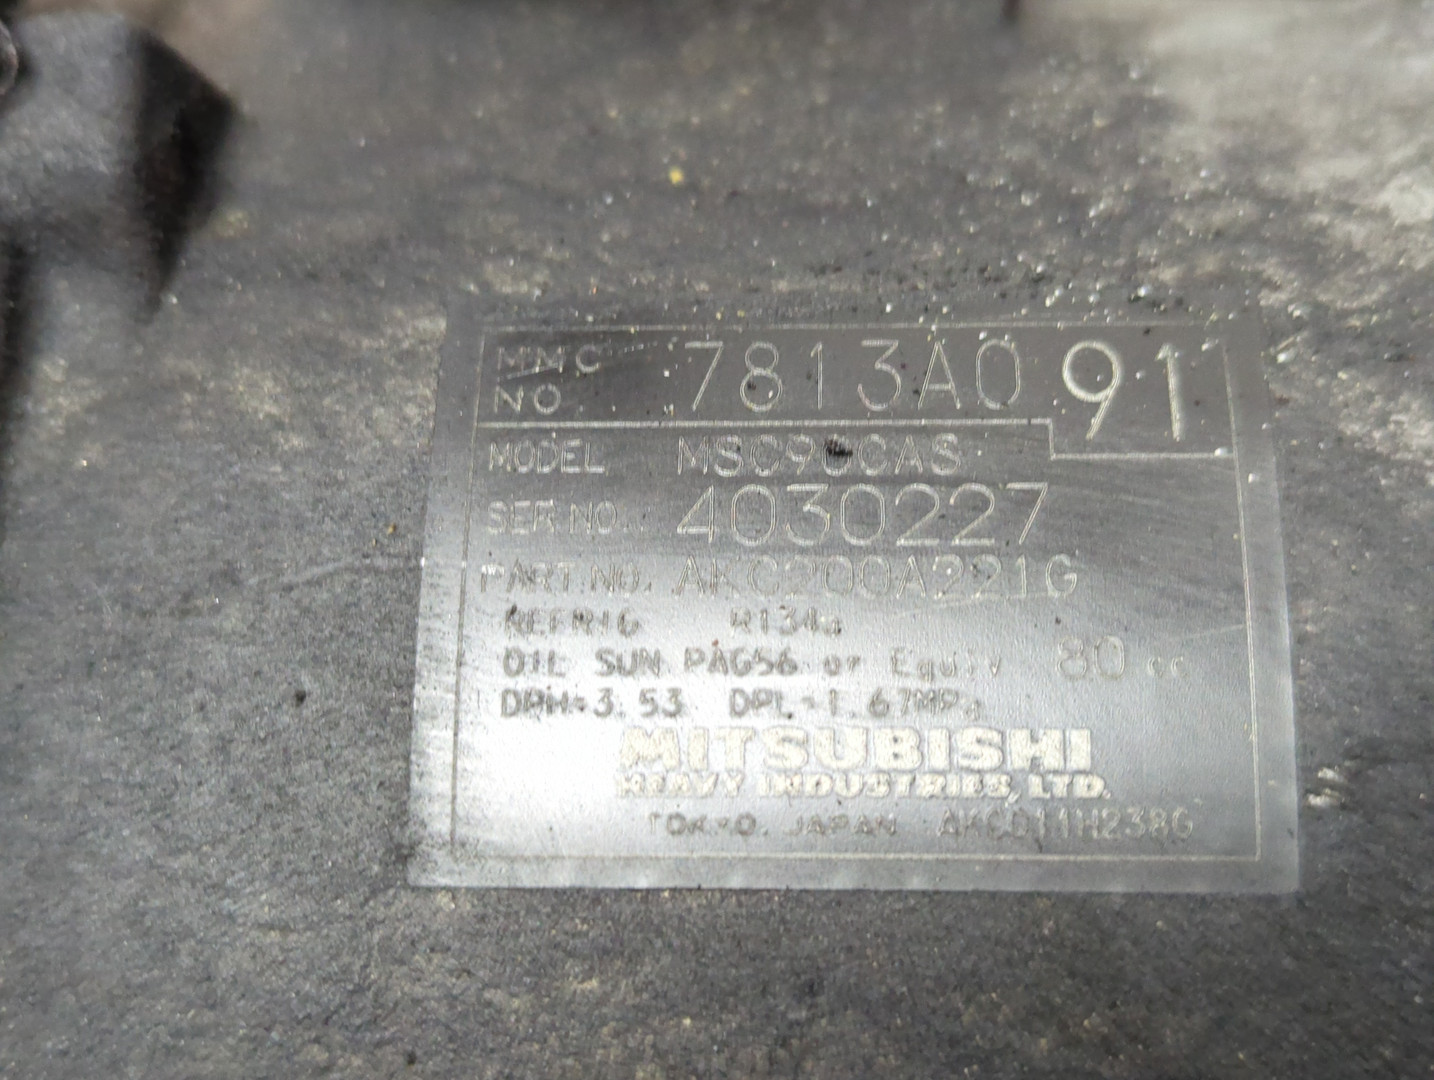 MMC NO. 7813A091
MODEL MSC90CAS
SER NO. 4030227
PART NO. AKC200A221G
REFRIG R134a
OIL SUN PAG56 or Equiv 80 cc
DPH=3.53 DPL=1.67MPa
MITSUBISHI
HEAVY INDUSTRIES, LTD.
TOKYO, JAPAN AKC011H238G